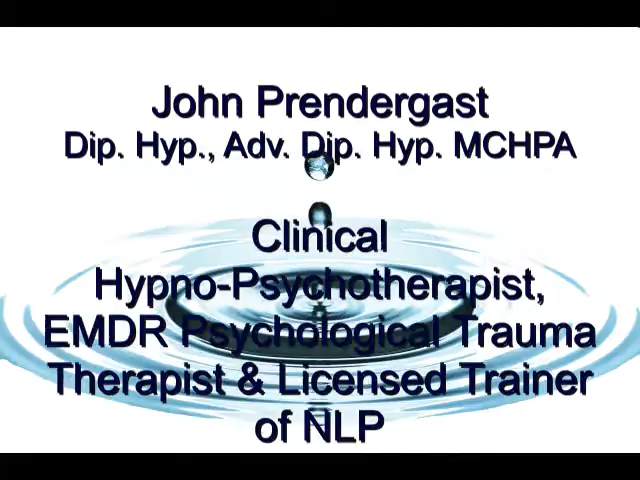 John Prendergast
Dip. Hyp., Adv. Dip. Hyp. MCHPA
Clinical
Hypno-Psychotherapist,
EMDR Psychological Trauma
Therapist & Licensed Trainer
of NLP